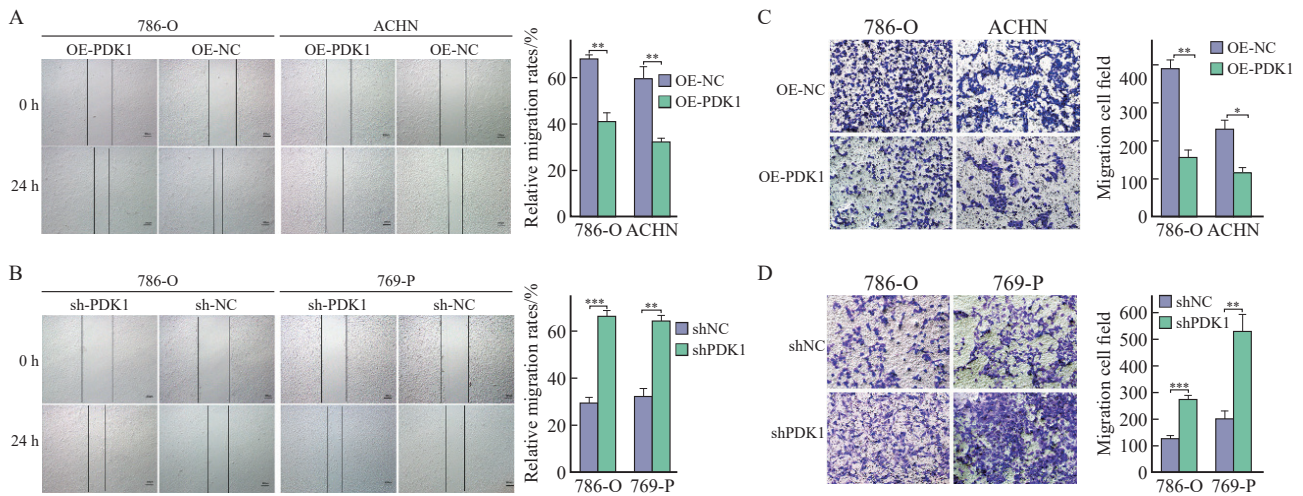 A
786-O
ACHN
OE-PDK1
OE-NC
OE-PDK1
OE-NC
0 h
24 h
Relative migration rates/%
60
40
60
0
**
**
OE-NC
OE-PDK1
786-O ACHN
B
786-O
769-P
sh-PDK1
sh-NC
sh-PDK1
sh-NC
0 h
24 h
Relative migration rates/%
60
40
60
0
***
**
shNC
shPDK1
786-O 769-P
C
786-O
ACHN
OE-NC
OE-PDK1
Migration cell field
400
300
200
100
0
**
*
OE-NC
OE-PDK1
786-O ACHN
D
786-O
769-P
shNC
shPDK1
Migration cell field
600
500
400
300
200
100
0
***
**
shNC
shPDK1
786-O 769-P